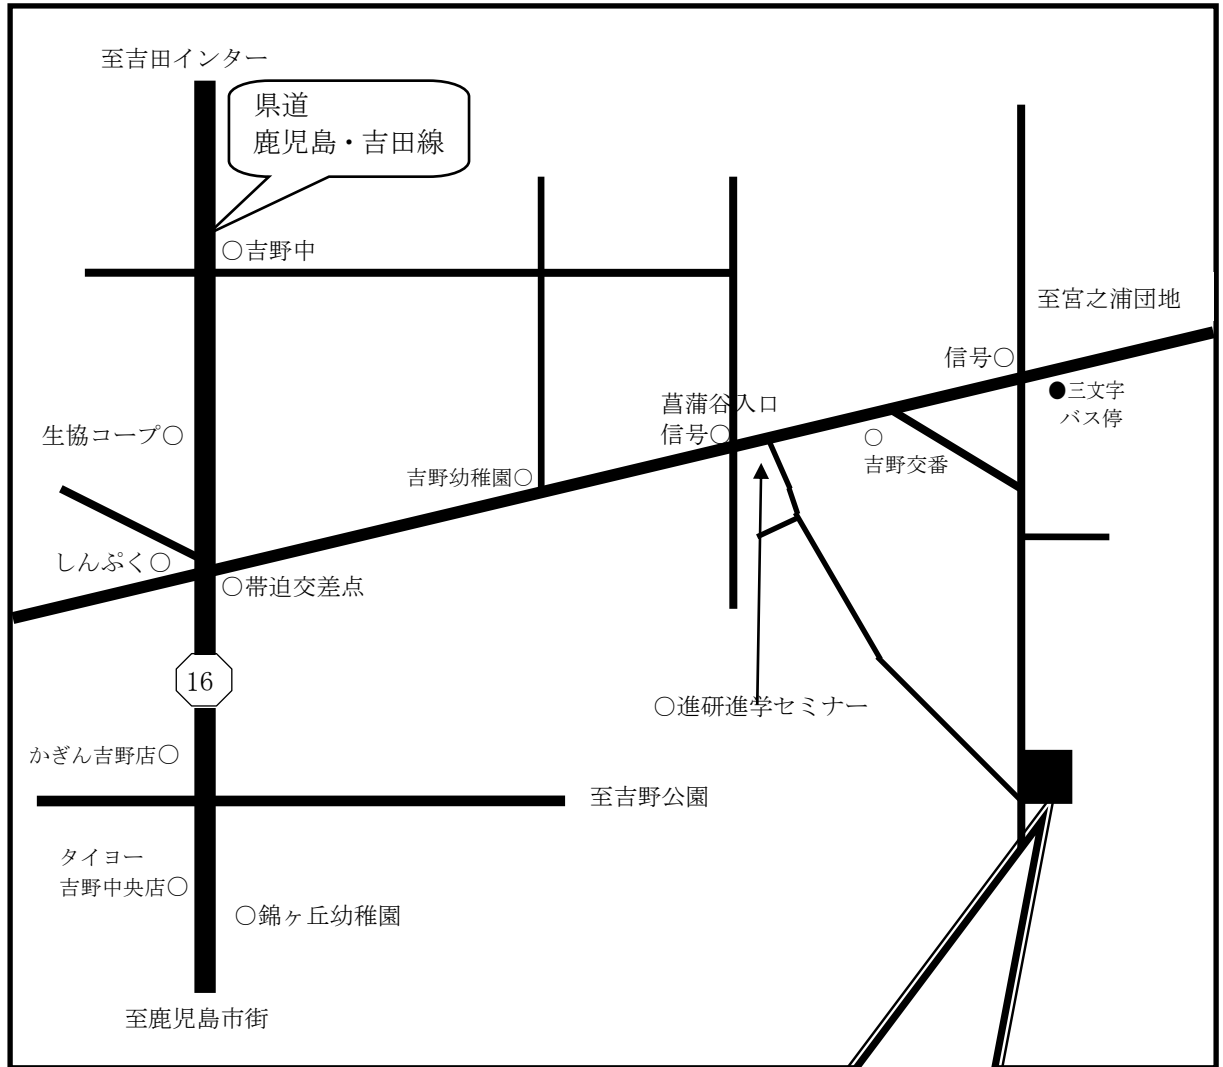 至吉田インター
県道
鹿児島・吉田線
○吉野中
至宮之浦団地
信号○
●三文字
バス停
菖蒲谷入口
信号○
生協コープ○
○
吉野交番
吉野幼稚園○
しんぷく○
○帯迫交差点
16
○進研進学セミナー
かぎん吉野店○
至吉野公園
タイヨー
吉野中央店○
○錦ヶ丘幼稚園
至鹿児島市街